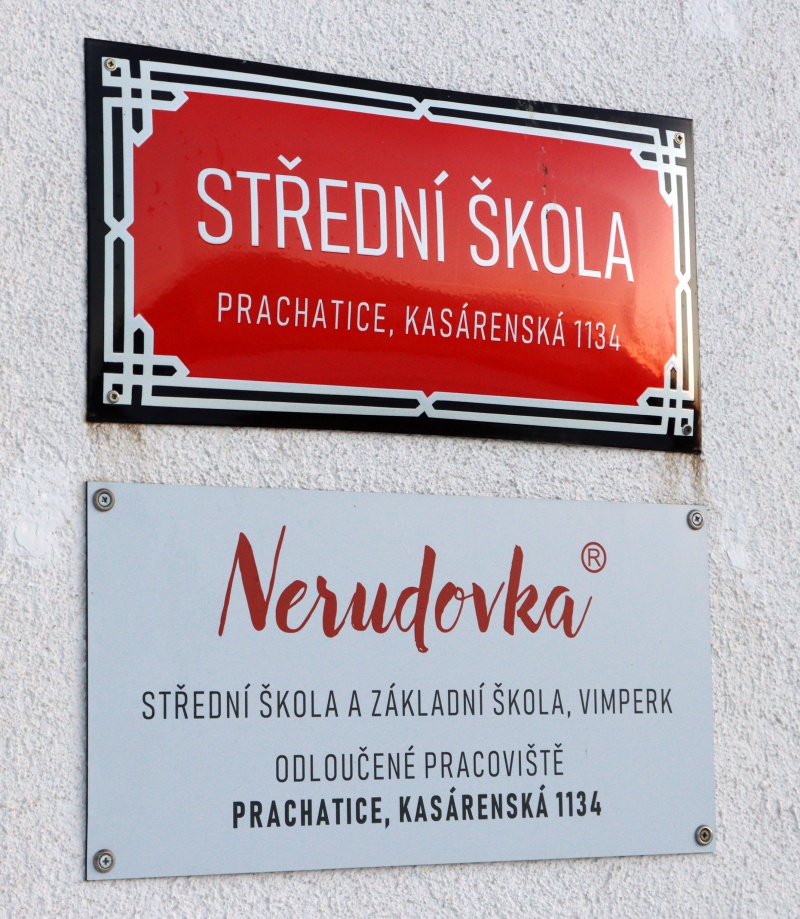 STŘEDNÍ ŠKOLA
PRACHATICE, KASÁRENSKÁ 1134
Nerudovka®
STŘEDNÍ ŠKOLA A ZÁKLADNÍ ŠKOLA, VIMPERK
ODLOUČENÉ PRACOVIŠTĚ
PRACHATICE, KASÁRENSKÁ 1134